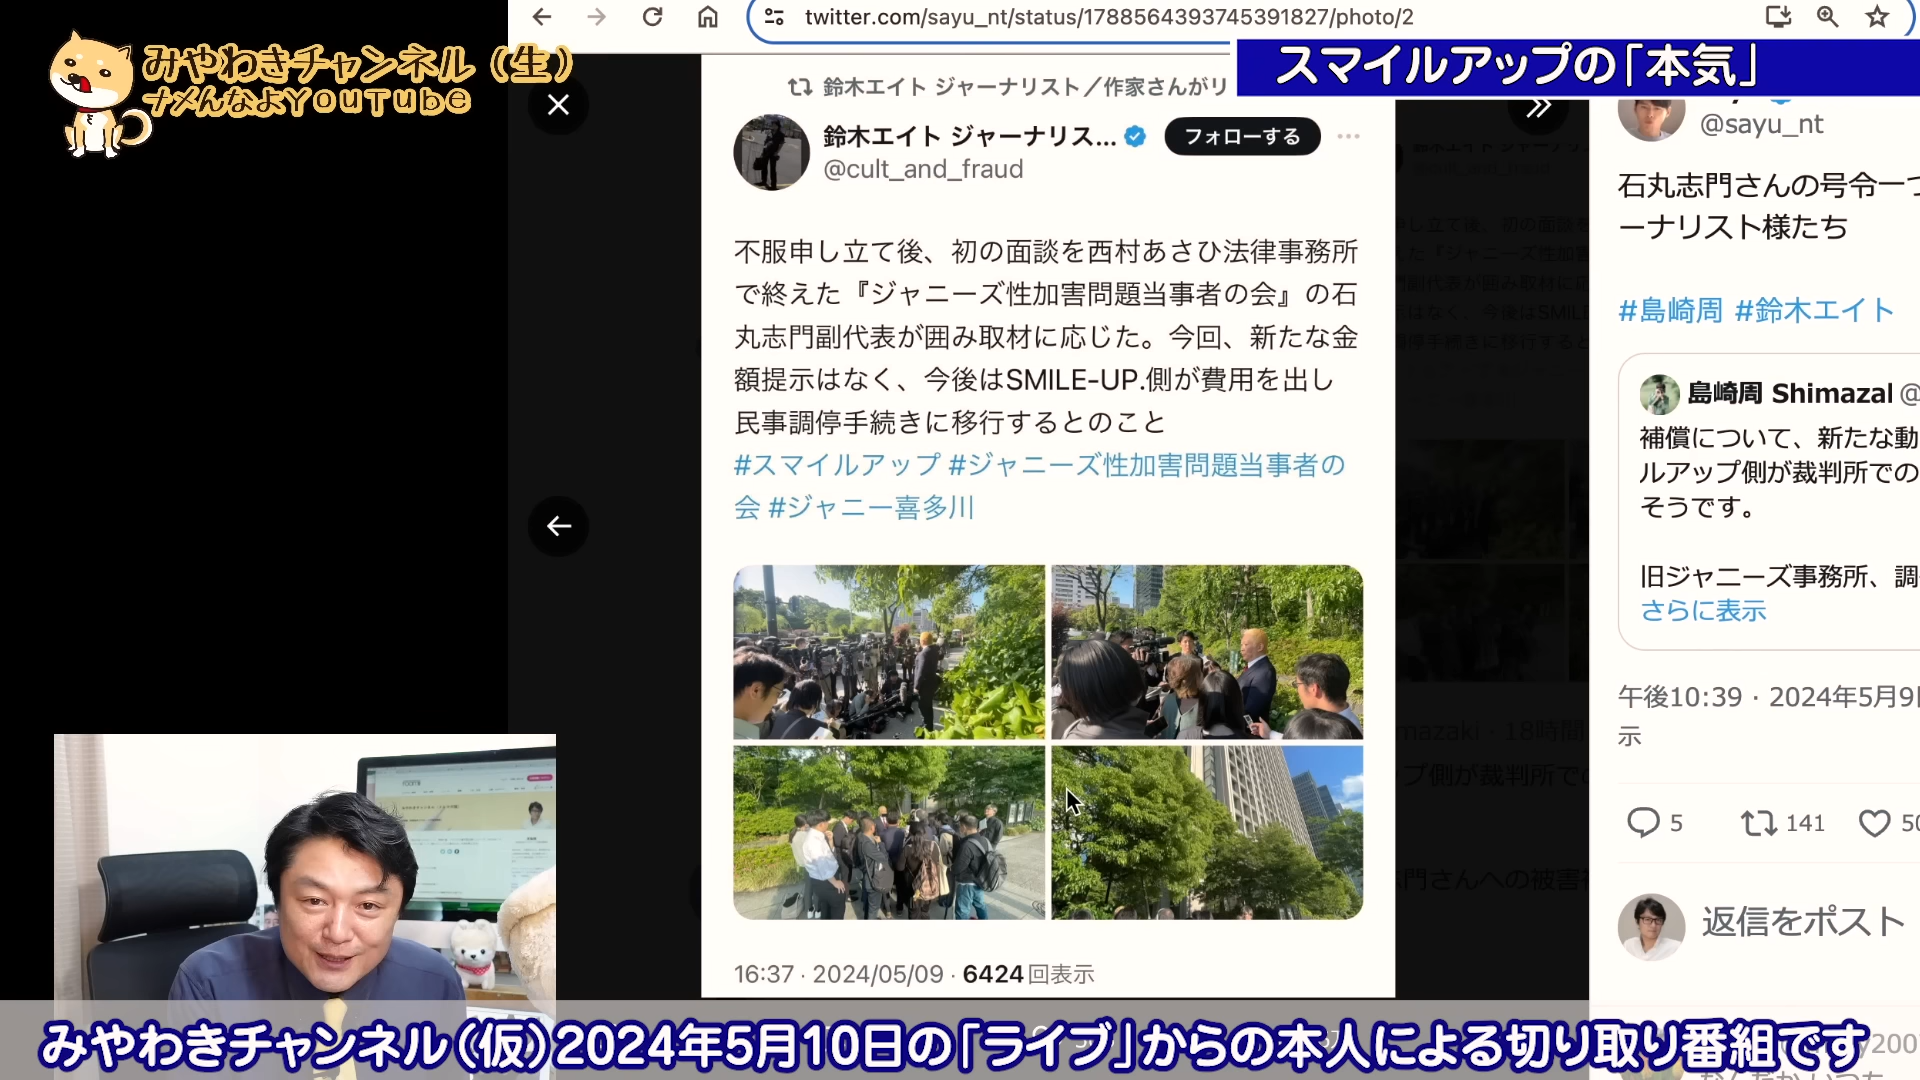 twitter.com/sayu_nt/status/1788564393745391827/photo/2
みやわきチャンネル（生）
ナメんなよYouTube
スマイルアップの「本気」
鈴木エイト ジャーナリスト／作家さんがリ
鈴木エイト ジャーナリス...
フォローする
@cult_and_fraud
不服申し立て後、初の面談を西村あさひ法律事務所
で終えた『ジャニーズ性加害問題当事者の会』の石
丸志門副代表が囲み取材に応じた。今回、新たな金
額提示はなく、今後はSMILE-UP.側が費用を出し
民事調停手続きに移行するとのこと
#スマイルアップ #ジャニーズ性加害問題当事者の
会 #ジャニー喜多川
16:37 · 2024/05/09 · 6424回表示
@sayu_nt
石丸志門さんの号令一つ
ーナリスト様たち
#島崎周 #鈴木エイト
島崎周 Shimazal @
補償について、新たな動
ルアップ側が裁判所での
そうです。
旧ジャニーズ事務所、調
さらに表示
午後10:39 · 2024年5月9日
示
5 141 50
返信をポスト
みやわきチャンネル（仮）2024年5月10日の「ライブ」からの本人による切り取り番組です